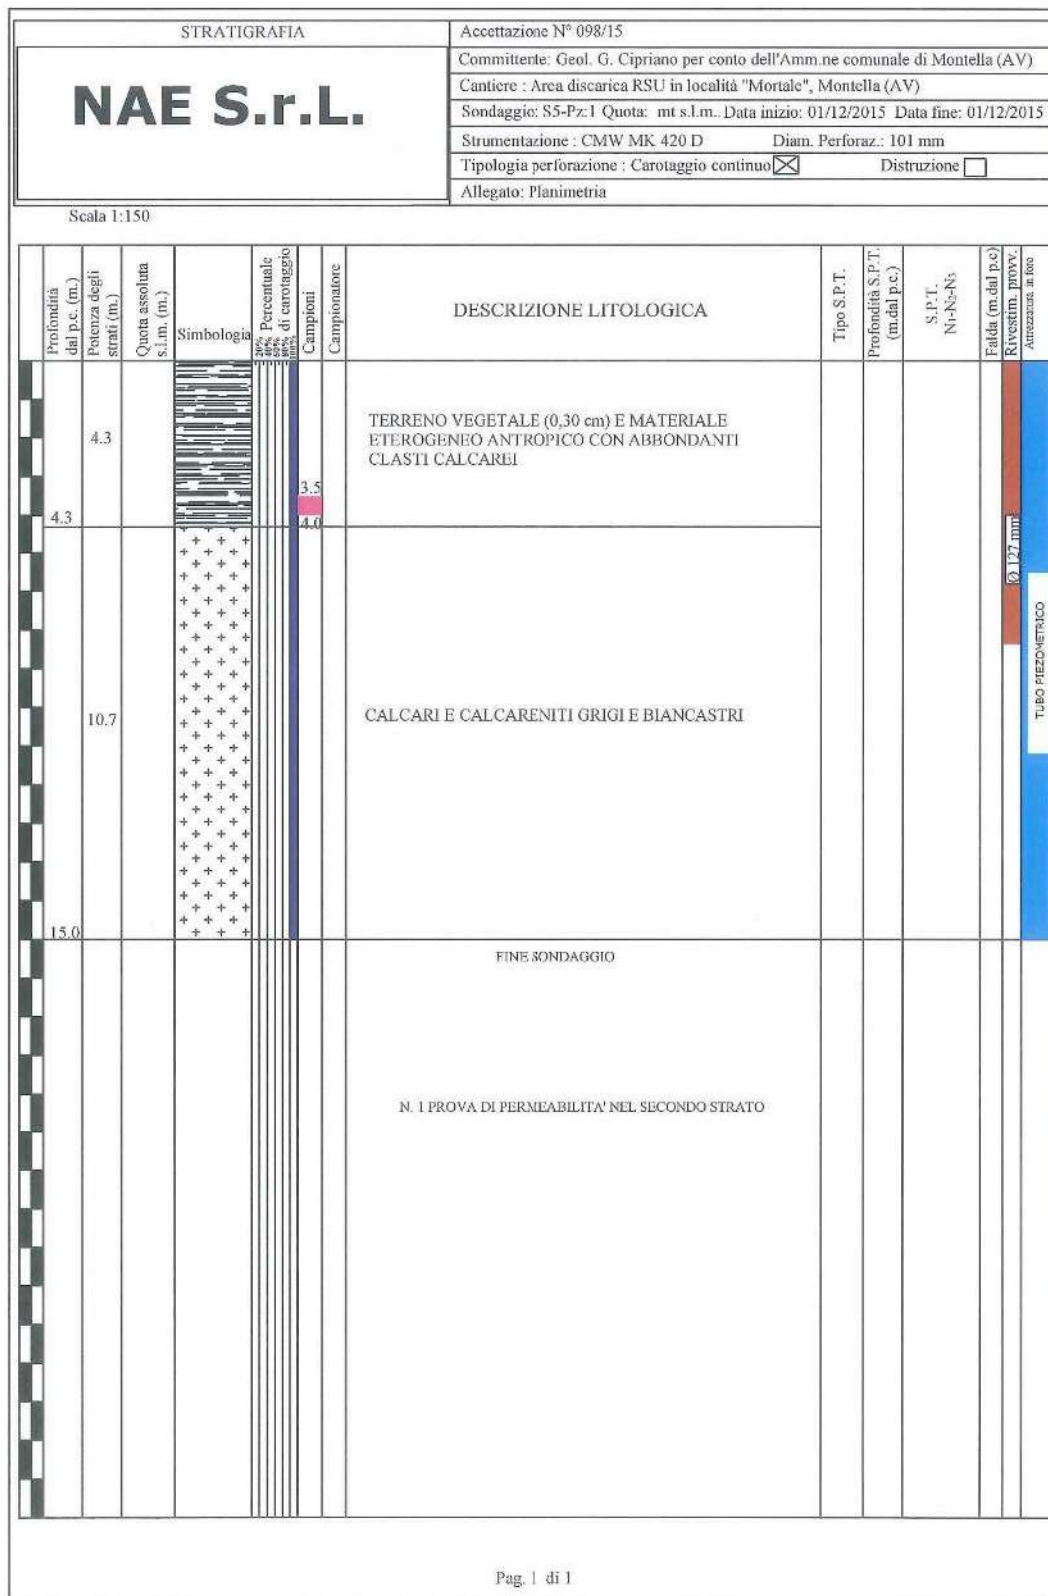 STRATIGRAFIA
NAE S.r.L.
Accettazione N° 098/15
Committente: Geol. G. Cipriano per conto dell'Amm.ne comunale di Montella (AV)
Cantiere : Area discarica RSU in località "Mortale", Montella (AV)
Sondaggio: S5-Pz:1 Quota: mt s.l.m.. Data inizio: 01/12/2015 Data fine: 01/12/2015
Strumentazione : CMW MK 420 D Diam. Perforaz.: 101 mm
Tipologia perforazione : Carotaggio continuo Distruzione
Allegato: Planimetria
Scala 1:150
Profondità
dal p.c. (m.)
Potenza degli
strati (m.)
Quota assoluta
s.l.m. (m.)
Simbologia
Percentuale
di carotaggio
20%
40%
60%
80%
100%
Campioni
Campionatore
DESCRIZIONE LITOLOGICA
Tipo S.P.T.
Profondità S.P.T.
(m.dal p.c.)
S.P.T.
N1-N2-N3
Falda (m.dal p.c)
Rivestim. provv.
Attrezzatura in foro
TERRENO VEGETALE (0,30 cm) E MATERIALE
ETEROGENEO ANTROPICO CON ABBONDANTI
CLASTI CALCAREI
4.3
3.5
4.3
4.0
Ø 127 mm
TUBO PIEZOMETRICO
10.7
CALCARI E CALCARENITI GRIGI E BIANCASTRI
15.0
FINE SONDAGGIO
N. 1 PROVA DI PERMEABILITA' NEL SECONDO STRATO
Pag. 1 di 1